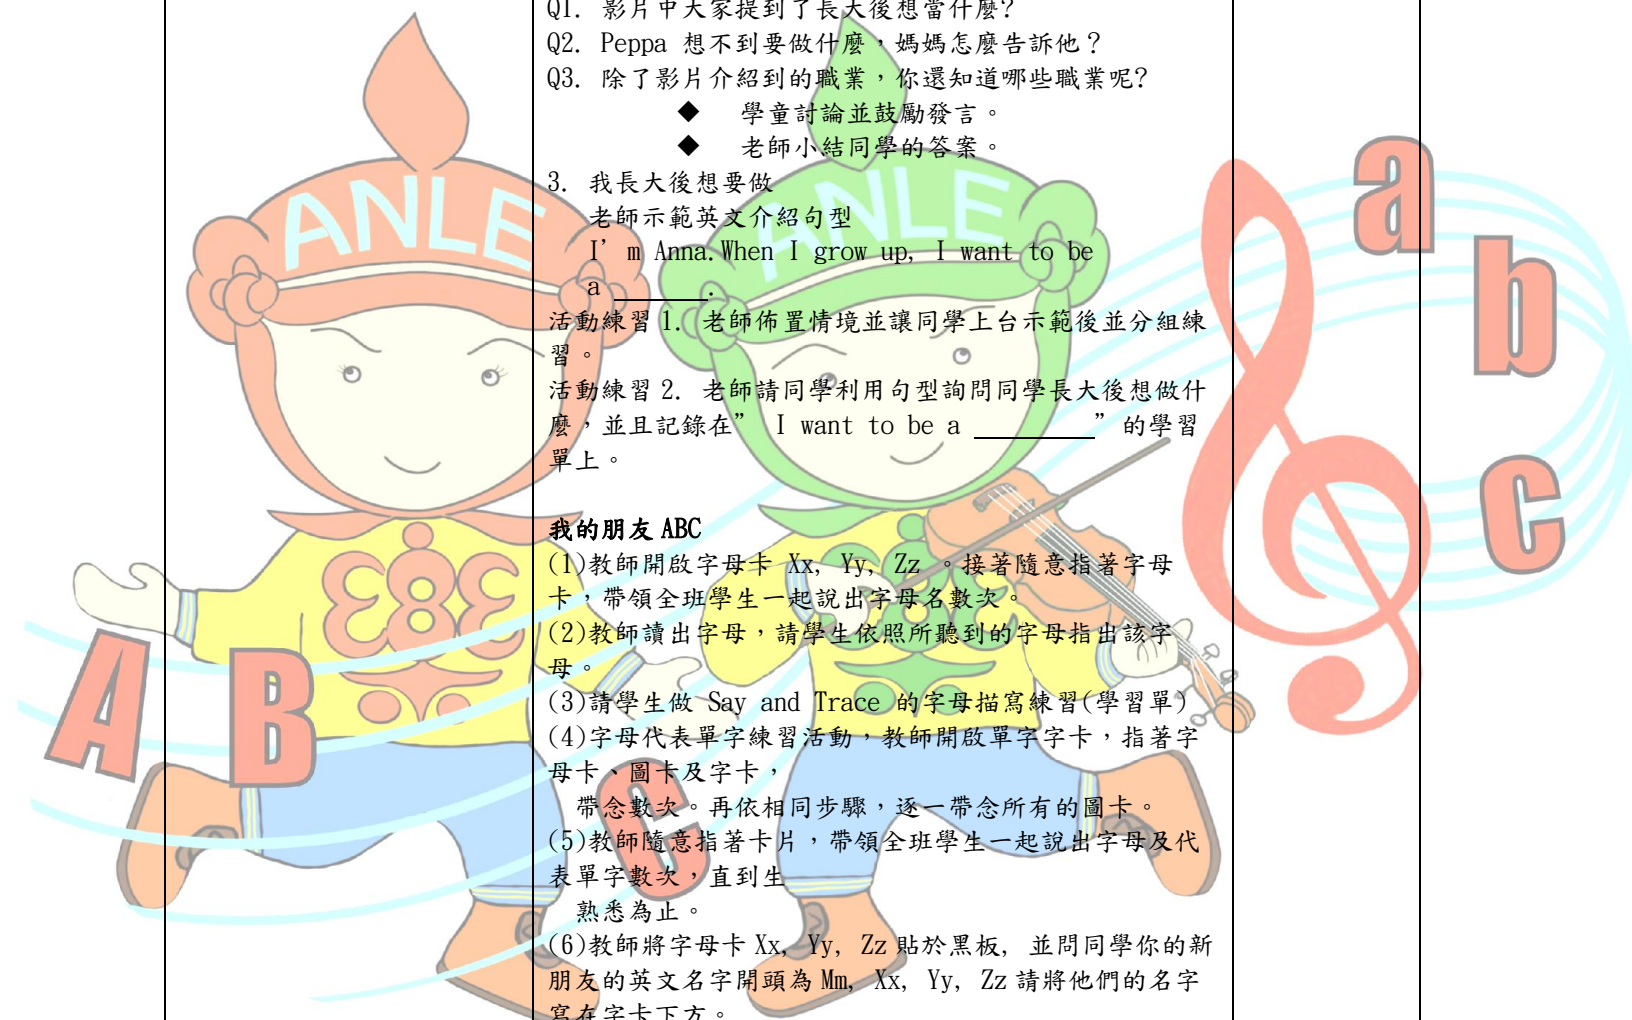 Q1. 影片中大家提到了長大後想當什麼?
Q2. Peppa 想不到要做什麼，媽媽怎麼告訴他？
Q3. 除了影片介紹到的職業，你還知道哪些職業呢?
◆ 學童討論並鼓勵發言。
◆ 老師小結同學的答案。
3. 我長大後想要做
老師示範英文介紹句型
I’m Anna.When I grow up, I want to be
a ________.
活動練習1. 老師佈置情境並讓同學上台示範後並分組練
習。
活動練習2. 老師請同學利用句型詢問同學長大後想做什
麼，並且記錄在” I want to be a _________”的學習
單上。
我的朋友 ABC
(1)教師開啟字母卡 Xx, Yy, Zz 。接著隨意指著字母
卡，帶領全班學生一起說出字母名數次。
(2)教師讀出字母，請學生依照所聽到的字母指出該字
母。
(3)請學生做 Say and Trace 的字母描寫練習(學習單)
(4)字母代表單字練習活動，教師開啟單字字卡，指著字
母卡、圖卡及字卡，
帶念數次。再依相同步驟，逐一帶念所有的圖卡。
(5)教師隨意指著卡片，帶領全班學生一起說出字母及代
表單字數次，直到生
熟悉為止。
(6)教師將字母卡 Xx, Yy, Zz 貼於黑板, 並問同學你的新
朋友的英文名字開頭為 Mm, Xx, Yy, Zz 請將他們的名字
寫在字卡下方。
ANLE
ANLE
A
B
C
a
b
c